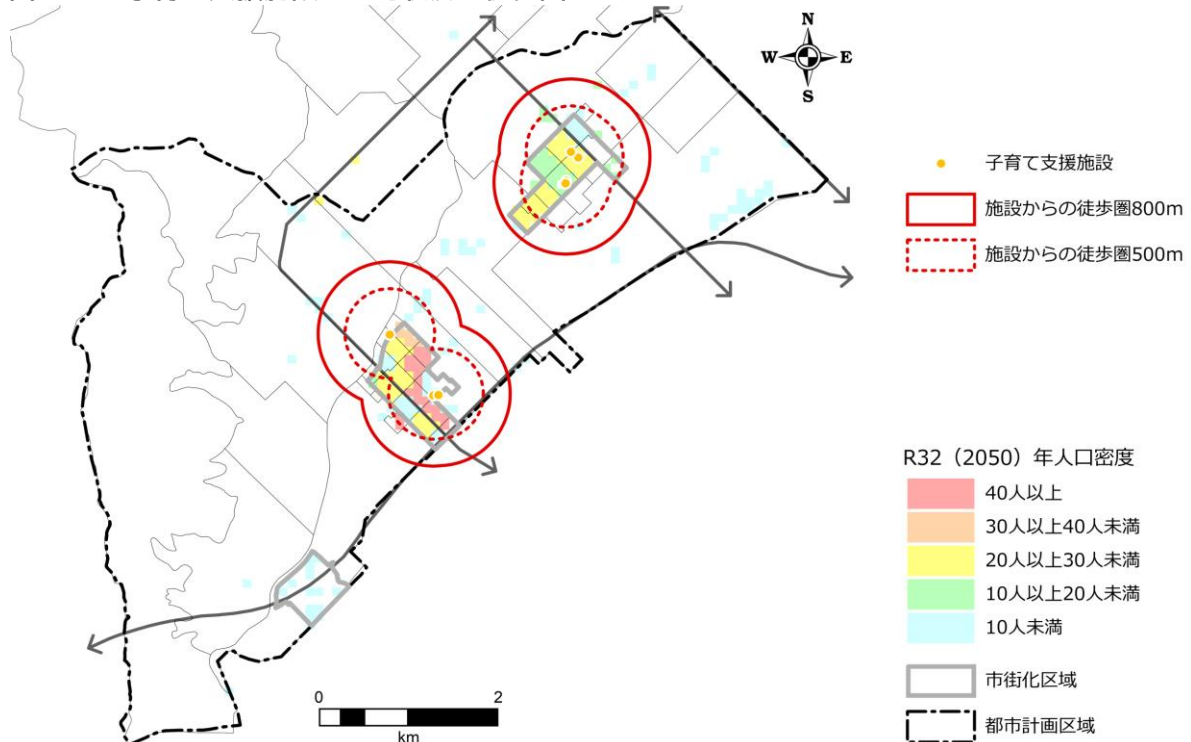 N
W E
S
子育て支援施設
施設からの徒歩圏800m
施設からの徒歩圏500m
R32（2050）年人口密度
40人以上
30人以上40人未満
20人以上30人未満
10人以上20人未満
10人未満
市街化区域
都市計画区域
0 2
km